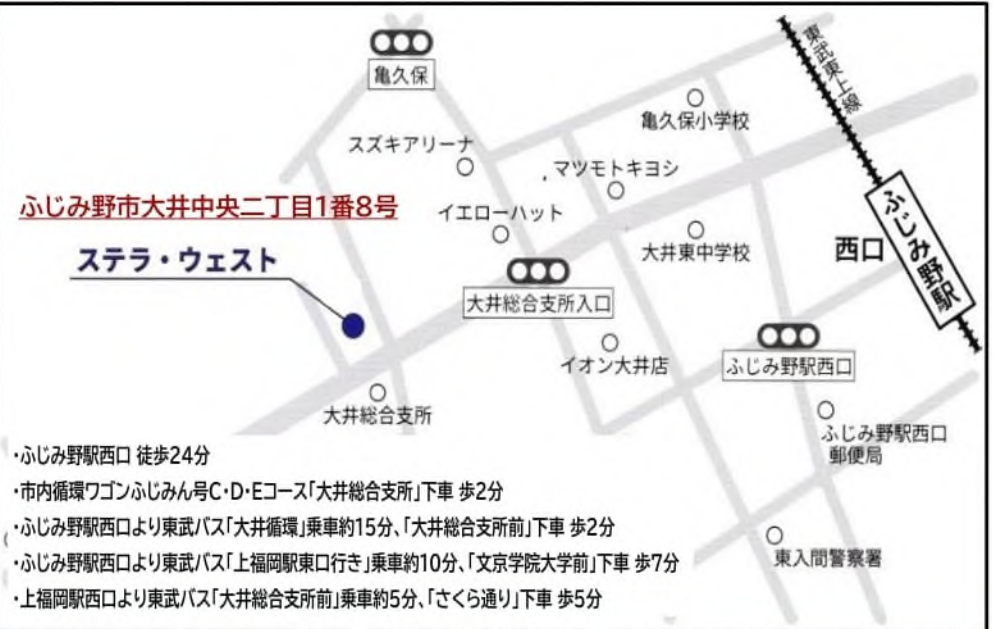 東武東上線
亀久保
亀久保小学校
スズキアリーナ
マツモトキヨシ
ふじみ野市大井中央二丁目1番8号
イエローハット
ふじみ野駅
西口
大井東中学校
ステラ・ウェスト
大井総合支所入口
イオン大井店
ふじみ野駅西口
大井総合支所
ふじみ野駅西口
郵便局
・ふじみ野駅西口 徒歩24分
・市内循環ワゴンふじみん号C・D・Eコース「大井総合支所」下車 歩2分
・ふじみ野駅西口より東武バス「大井循環」乗車約15分、「大井総合支所前」下車 歩2分
・ふじみ野駅西口より東武バス「上福岡駅東口行き」乗車約10分、「文京学院大学前」下車 歩7分
・上福岡駅西口より東武バス「大井総合支所前」乗車約5分、「さくら通り」下車 歩5分
東入間警察署